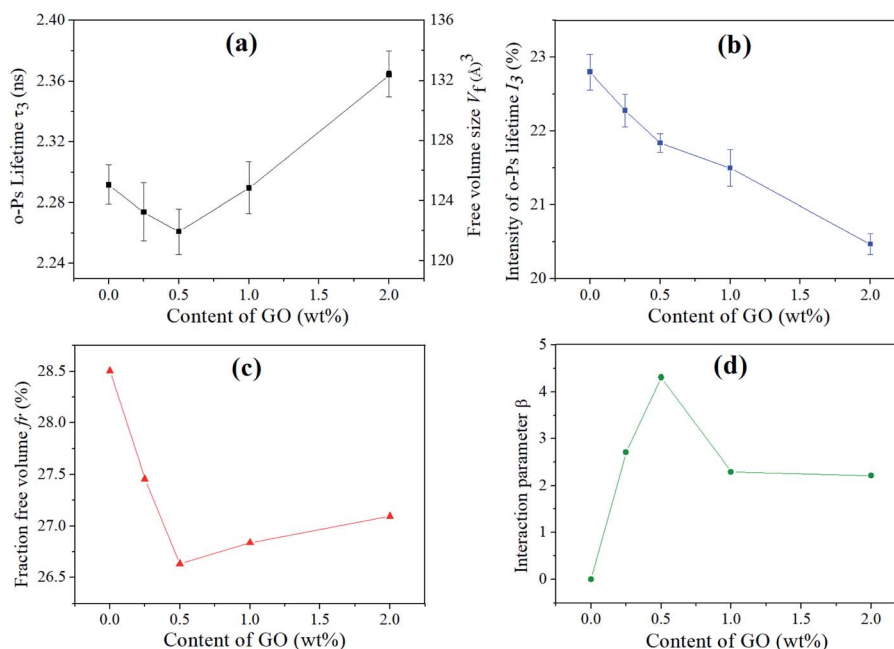 (a)
o-Ps Lifetime τ3 (ns)
2.40
2.36
2.32
2.28
2.24
Free volume size Vf (Å)3
136
132
128
124
120
0.0 0.5 1.0 1.5 2.0
Content of GO (wt%)
(b)
Intensity of o-Ps lifetime I3 (%)
23
22
21
20
0.0 0.5 1.0 1.5 2.0
Content of GO (wt%)
(c)
Fraction free volume fr (%)
28.5
28.0
27.5
27.0
26.5
0.0 0.5 1.0 1.5 2.0
Content of GO (wt%)
(d)
Interaction parameter β
5
4
3
2
1
0
0.0 0.5 1.0 1.5 2.0
Content of GO (wt%)